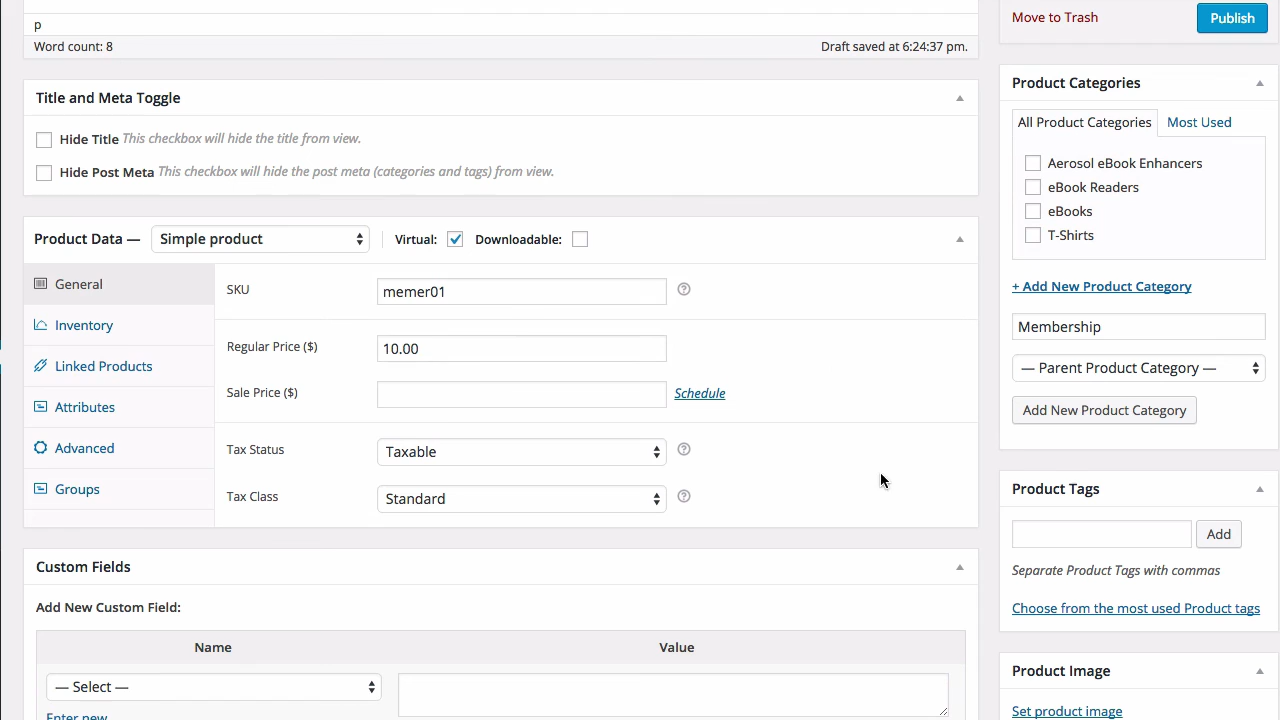 p
Word count: 8
Draft saved at 6:24:37 pm.
Title and Meta Toggle
Hide Title This checkbox will hide the title from view.
Hide Post Meta This checkbox will hide the post meta (categories and tags) from view.
Product Data — Simple product Virtual: Downloadable:
General
Inventory
Linked Products
Attributes
Advanced
Groups
SKU memer01
Regular Price ($) 10.00
Sale Price ($) Schedule
Tax Status Taxable
Tax Class Standard
Custom Fields
Add New Custom Field:
Name Value
— Select —
Enter new
Move to Trash Publish
Product Categories
All Product Categories Most Used
Aerosol eBook Enhancers
eBook Readers
eBooks
T-Shirts
+ Add New Product Category
Membership
— Parent Product Category —
Add New Product Category
Product Tags
Add
Separate Product Tags with commas
Choose from the most used Product tags
Product Image
Set product image